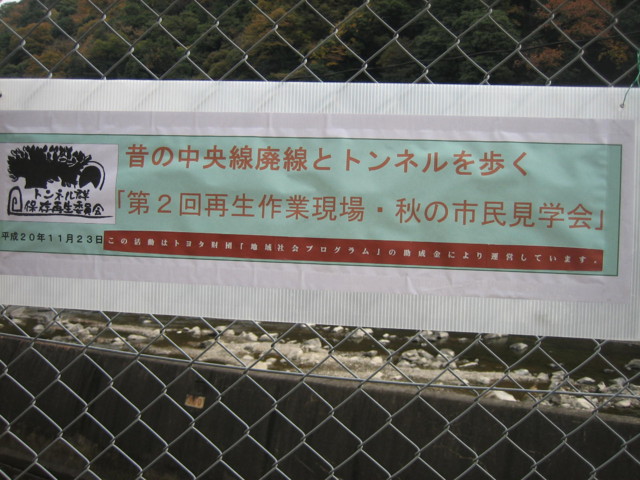 昔の中央線廃線とトンネルを歩く
「第2回再生作業現場・秋の市民見学会」
トンネル群
保存再生委員会
平成20年11月23日
この活動はトヨタ財団「地域社会プログラム」の助成金により運営しています。